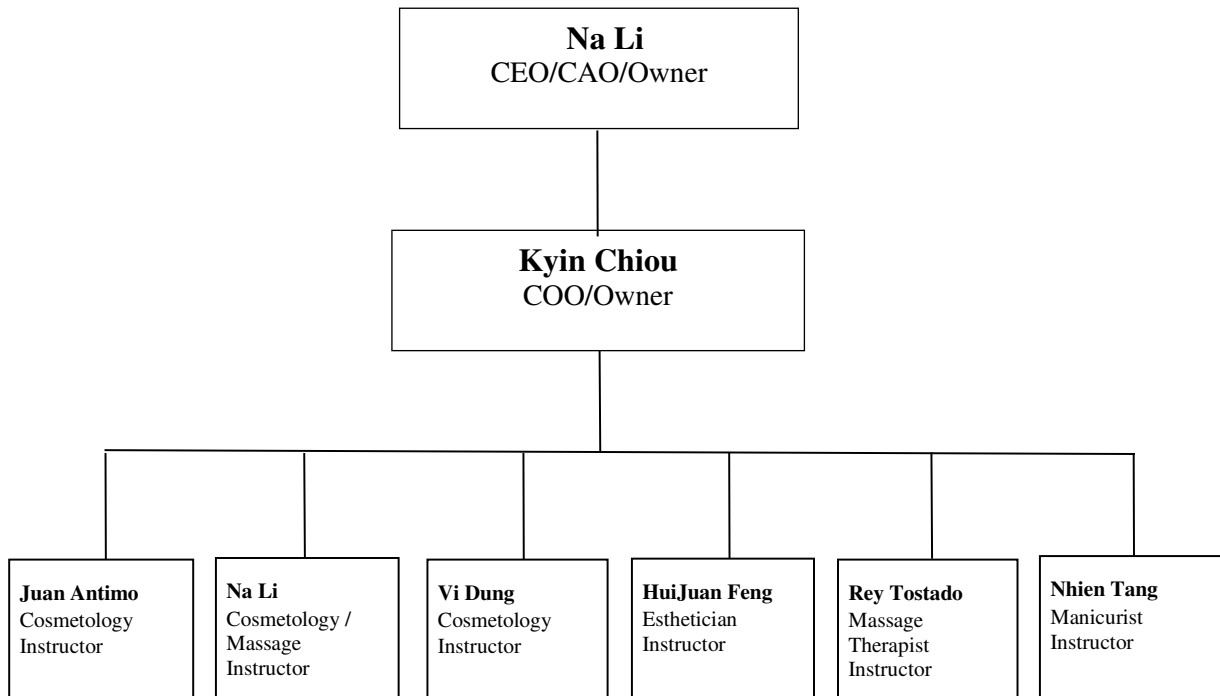 Na Li
CEO/CAO/Owner
Kyin Chiou
COO/Owner
Juan Antimo
Cosmetology
Instructor
Na Li
Cosmetology /
Massage
Instructor
Vi Dung
Cosmetology
Instructor
HuiJuan Feng
Esthetician
Instructor
Rey Tostado
Massage
Therapist
Instructor
Nhien Tang
Manicurist
Instructor